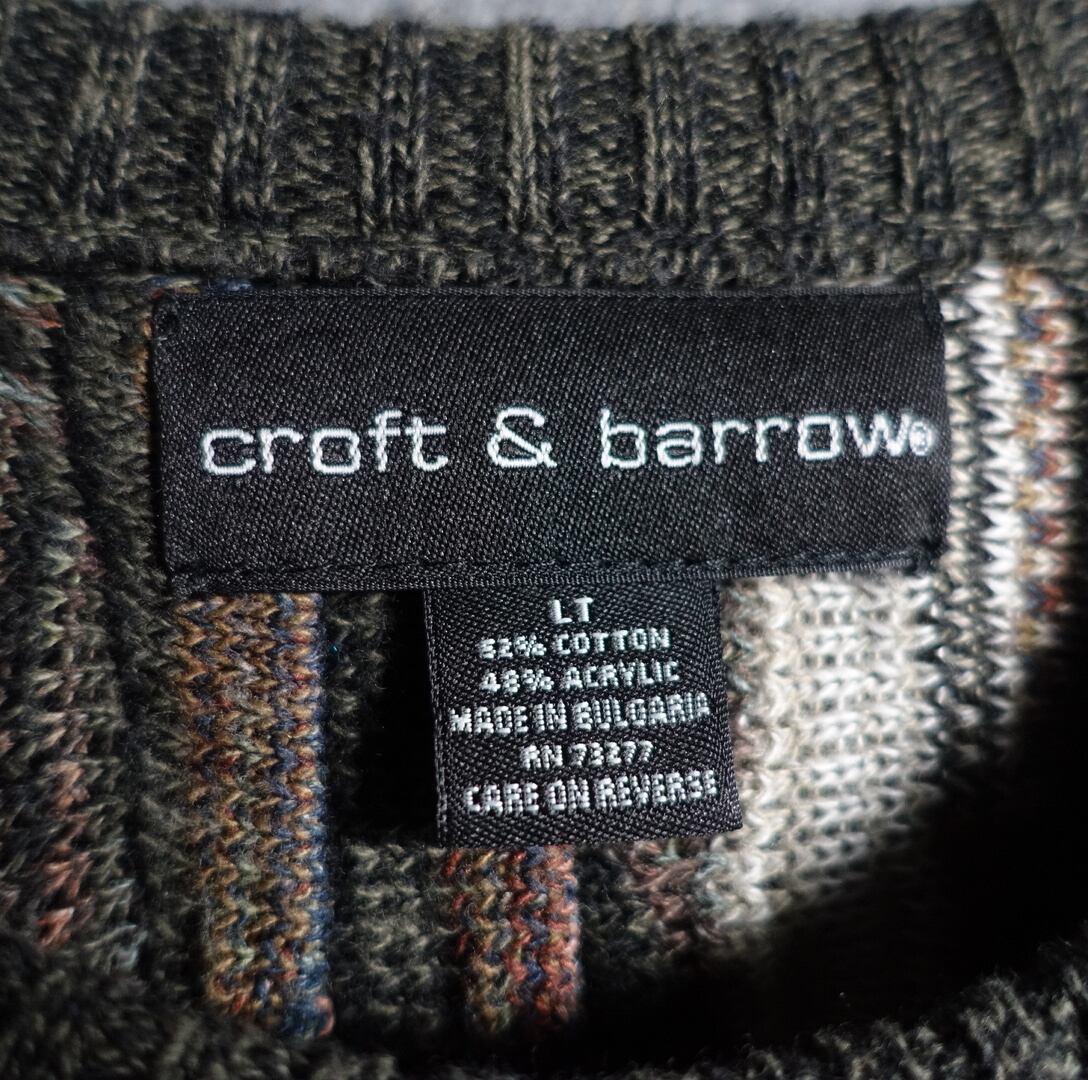 croft & barrow®
LT
52% COTTON
48% ACRYLIC
MADE IN BULGARIA
RN 73277
CARE ON REVERSE